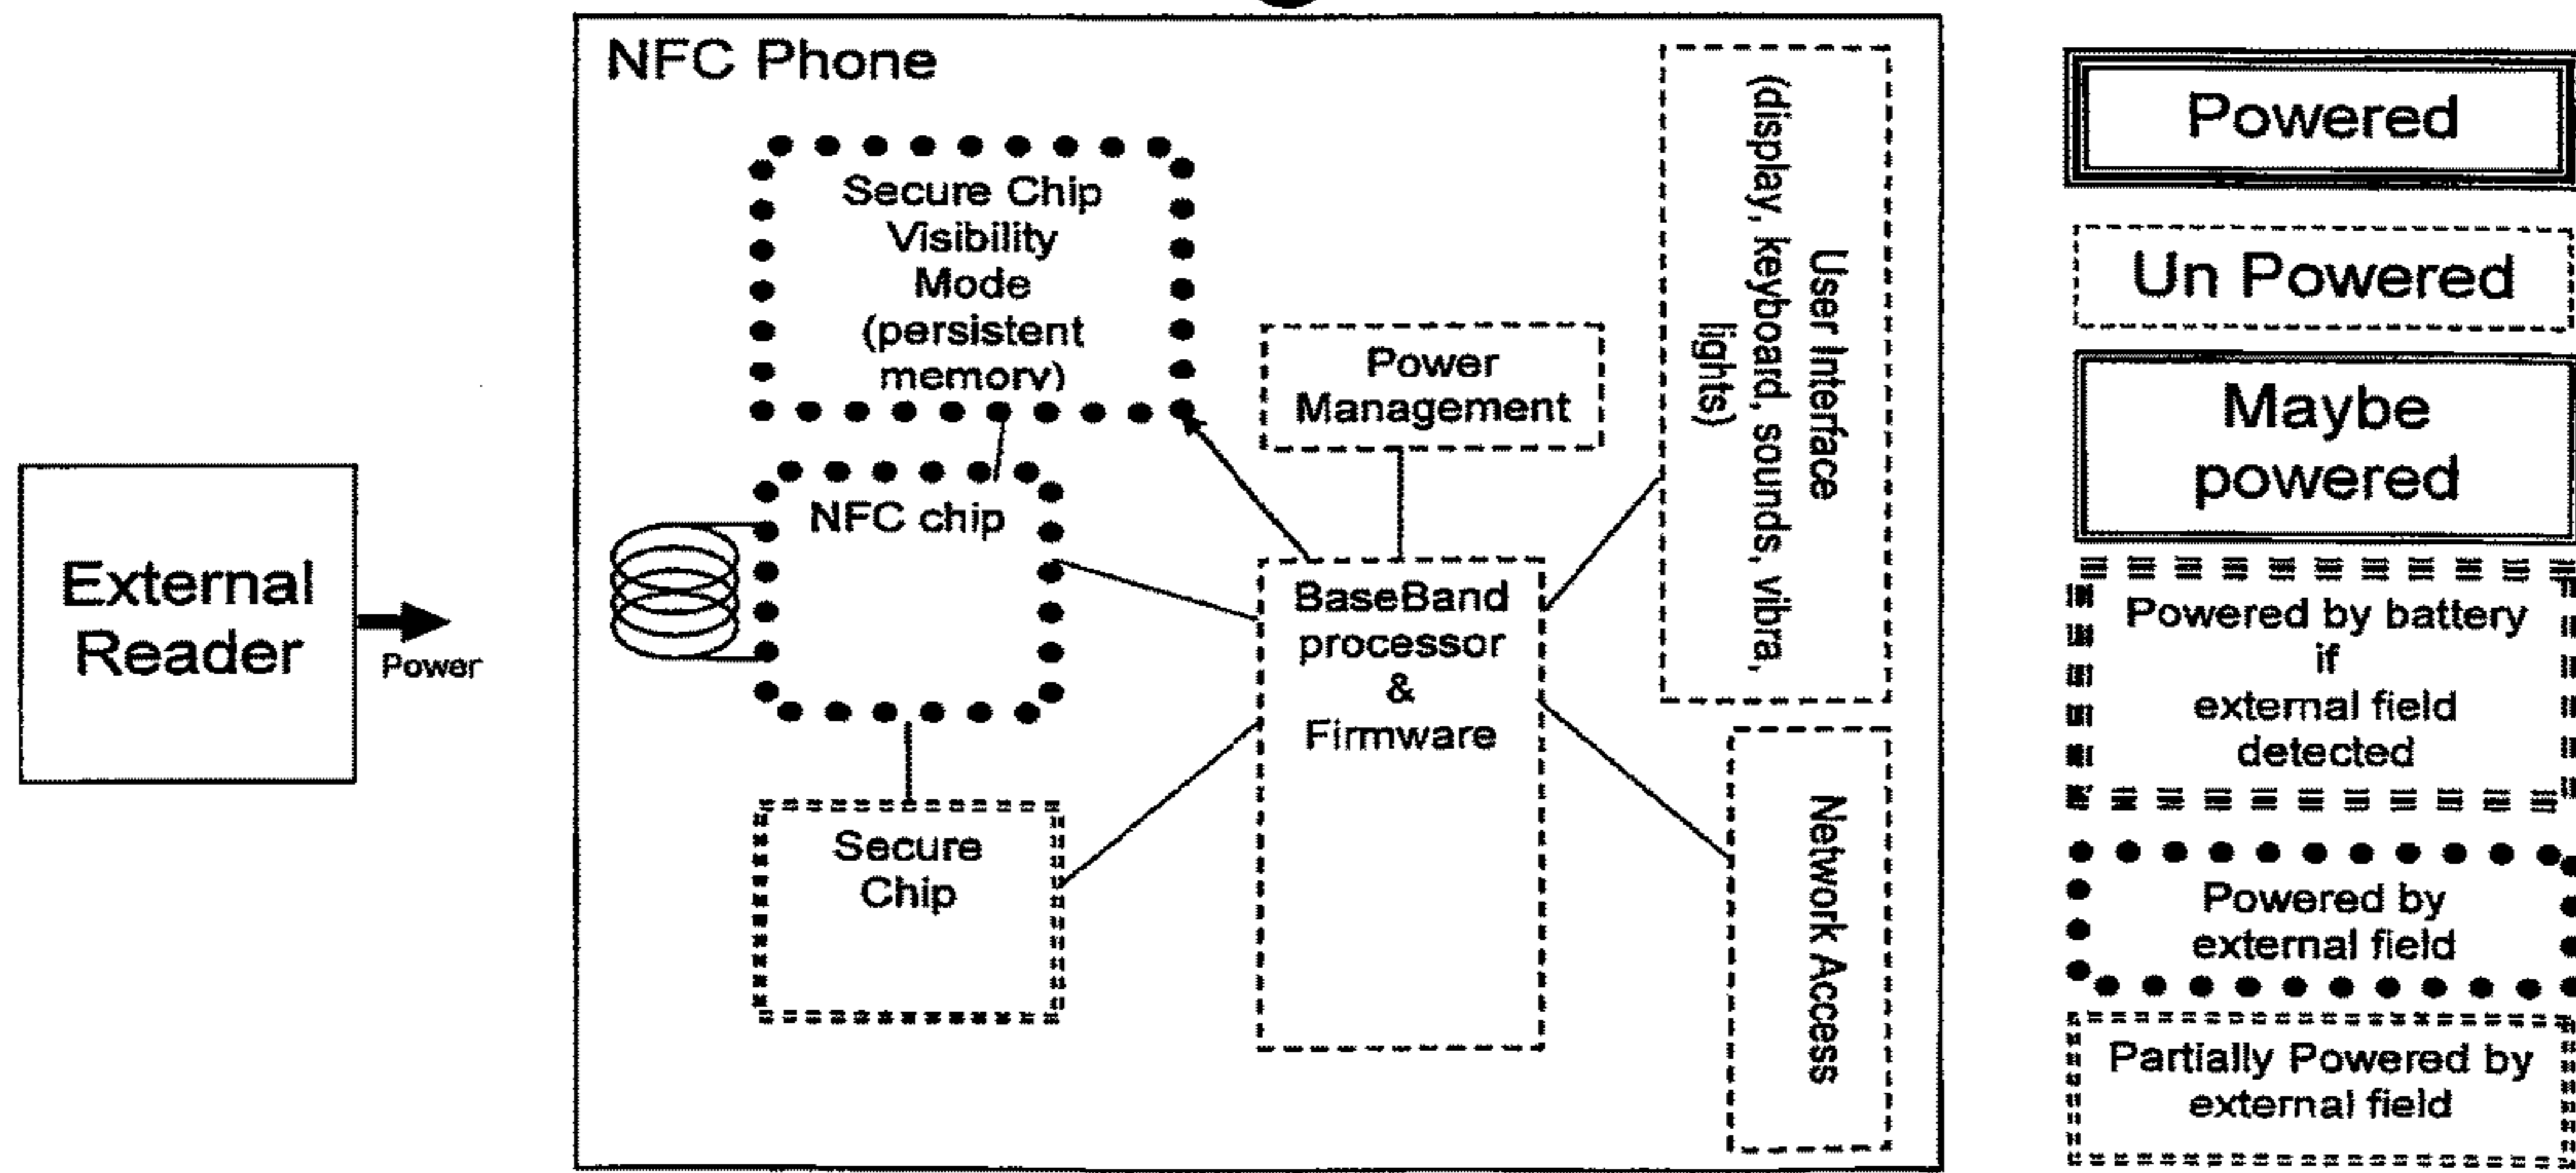 NFC Phone
External
Reader
Power
Secure Chip
Visibility
Mode
(persistent
memory)
NFC chip
Secure
Chip
Power
Management
BaseBand
processor
&
Firmware
User Interface
(display, keyboard, sounds, vibra,
lights)
Network Access
Powered
Un Powered
Maybe
powered
Powered by battery
if
external field
detected
Powered by
external field
Partially Powered by
external field